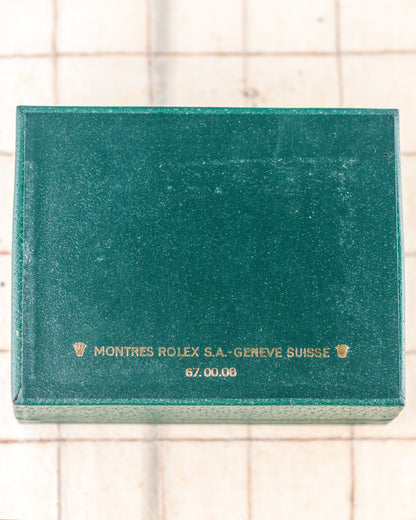 MONTRES ROLEX S.A.-GENEVE SUISSE
67.00.08